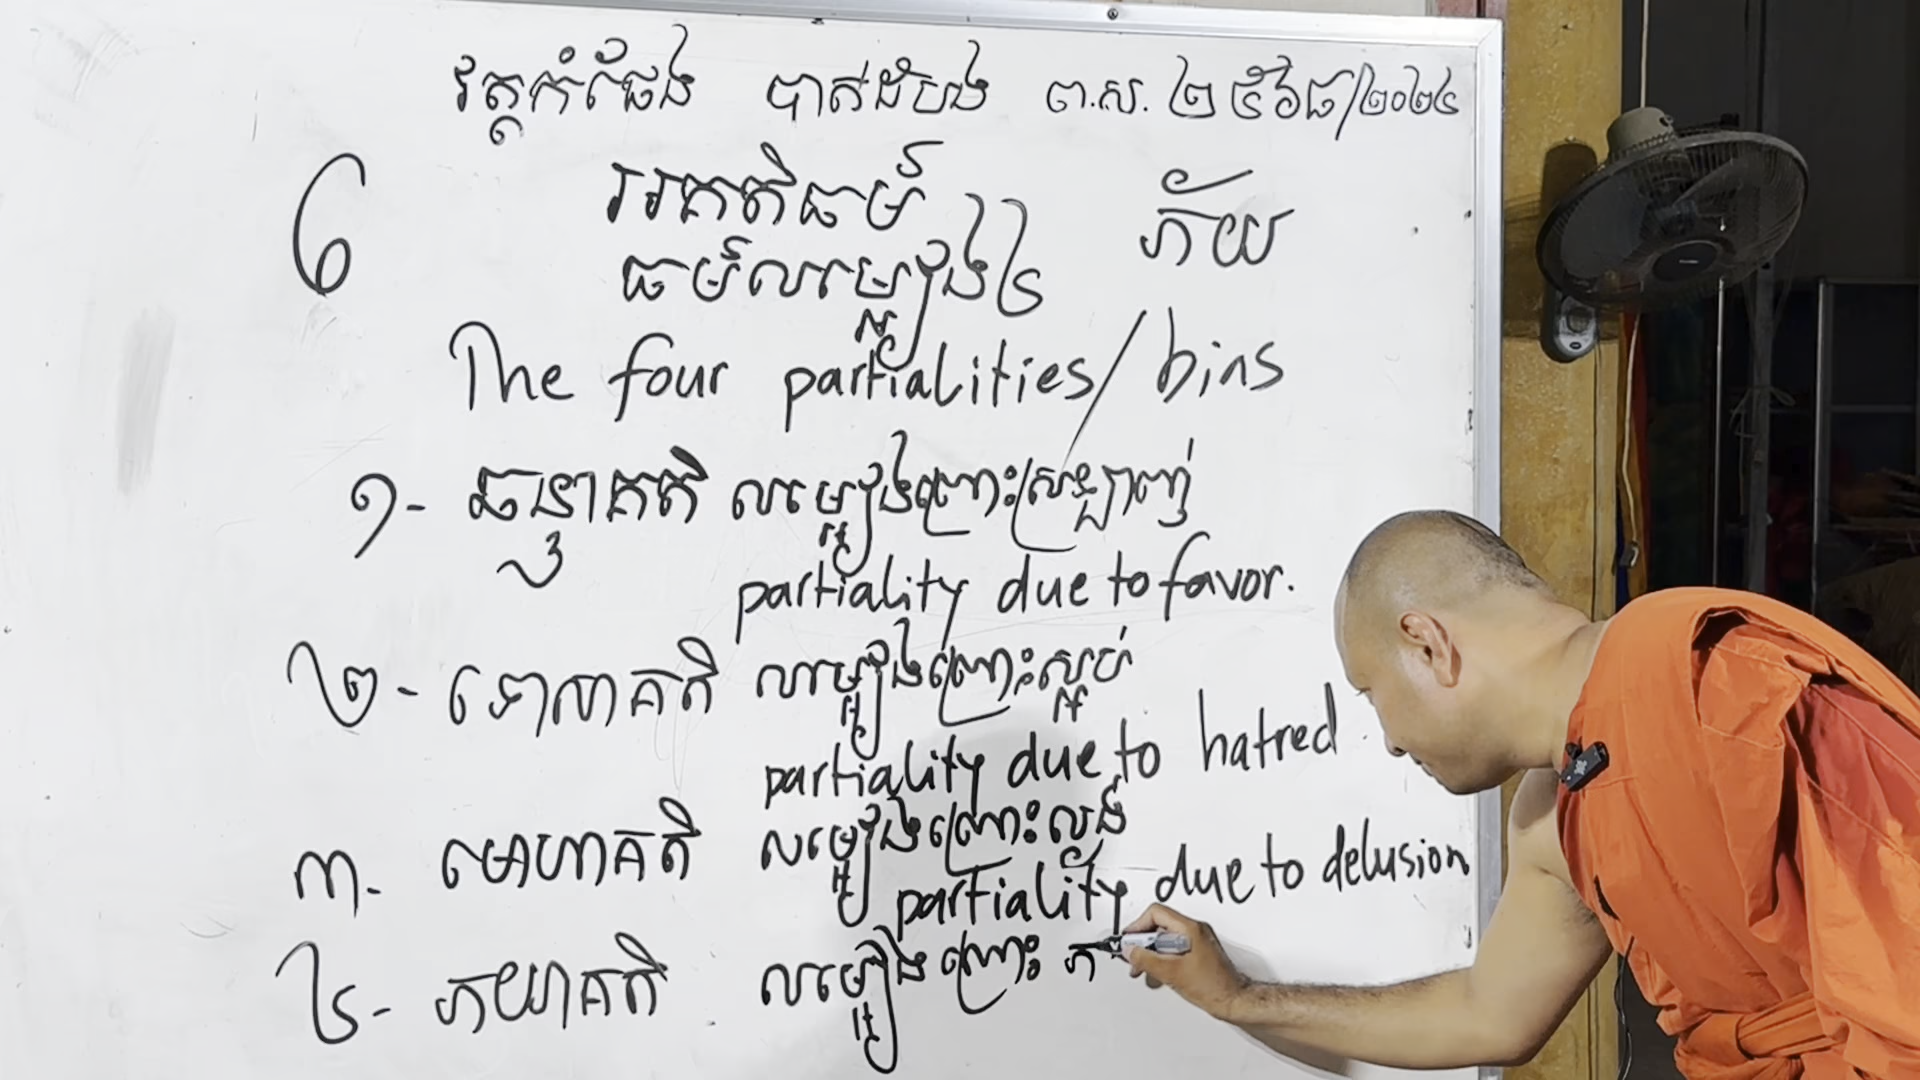 វត្តកំផែង បាត់ដំបង ព.ស. ២៥៦៨/២០២៤
៦
អគតិធម៌ ភ័យ
ធម៌លម្អៀង៤
The four partialities/bias
១- ឆន្ទាគតិ លម្អៀងព្រោះស្រឡាញ់
partiality due to favor.
២- ទោសាគតិ លម្អៀងព្រោះស្អប់
partiality due to hatred.
៣- មោហាគតិ លម្អៀងព្រោះល្ងង់
partiality due to delusion
៤- ភយាគតិ លម្អៀងព្រោះ ភ